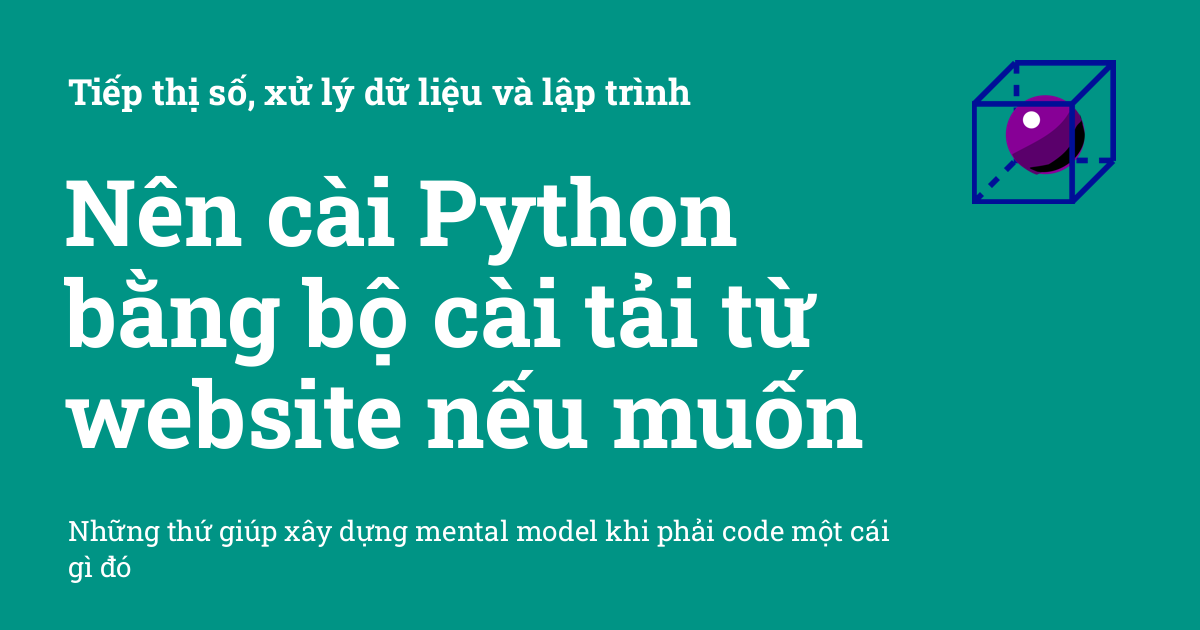 Tiếp thị số, xử lý dữ liệu và lập trình
Nên cài Python
bằng bộ cài tải từ
website nếu muốn
Những thứ giúp xây dựng mental model khi phải code một cái
gì đó